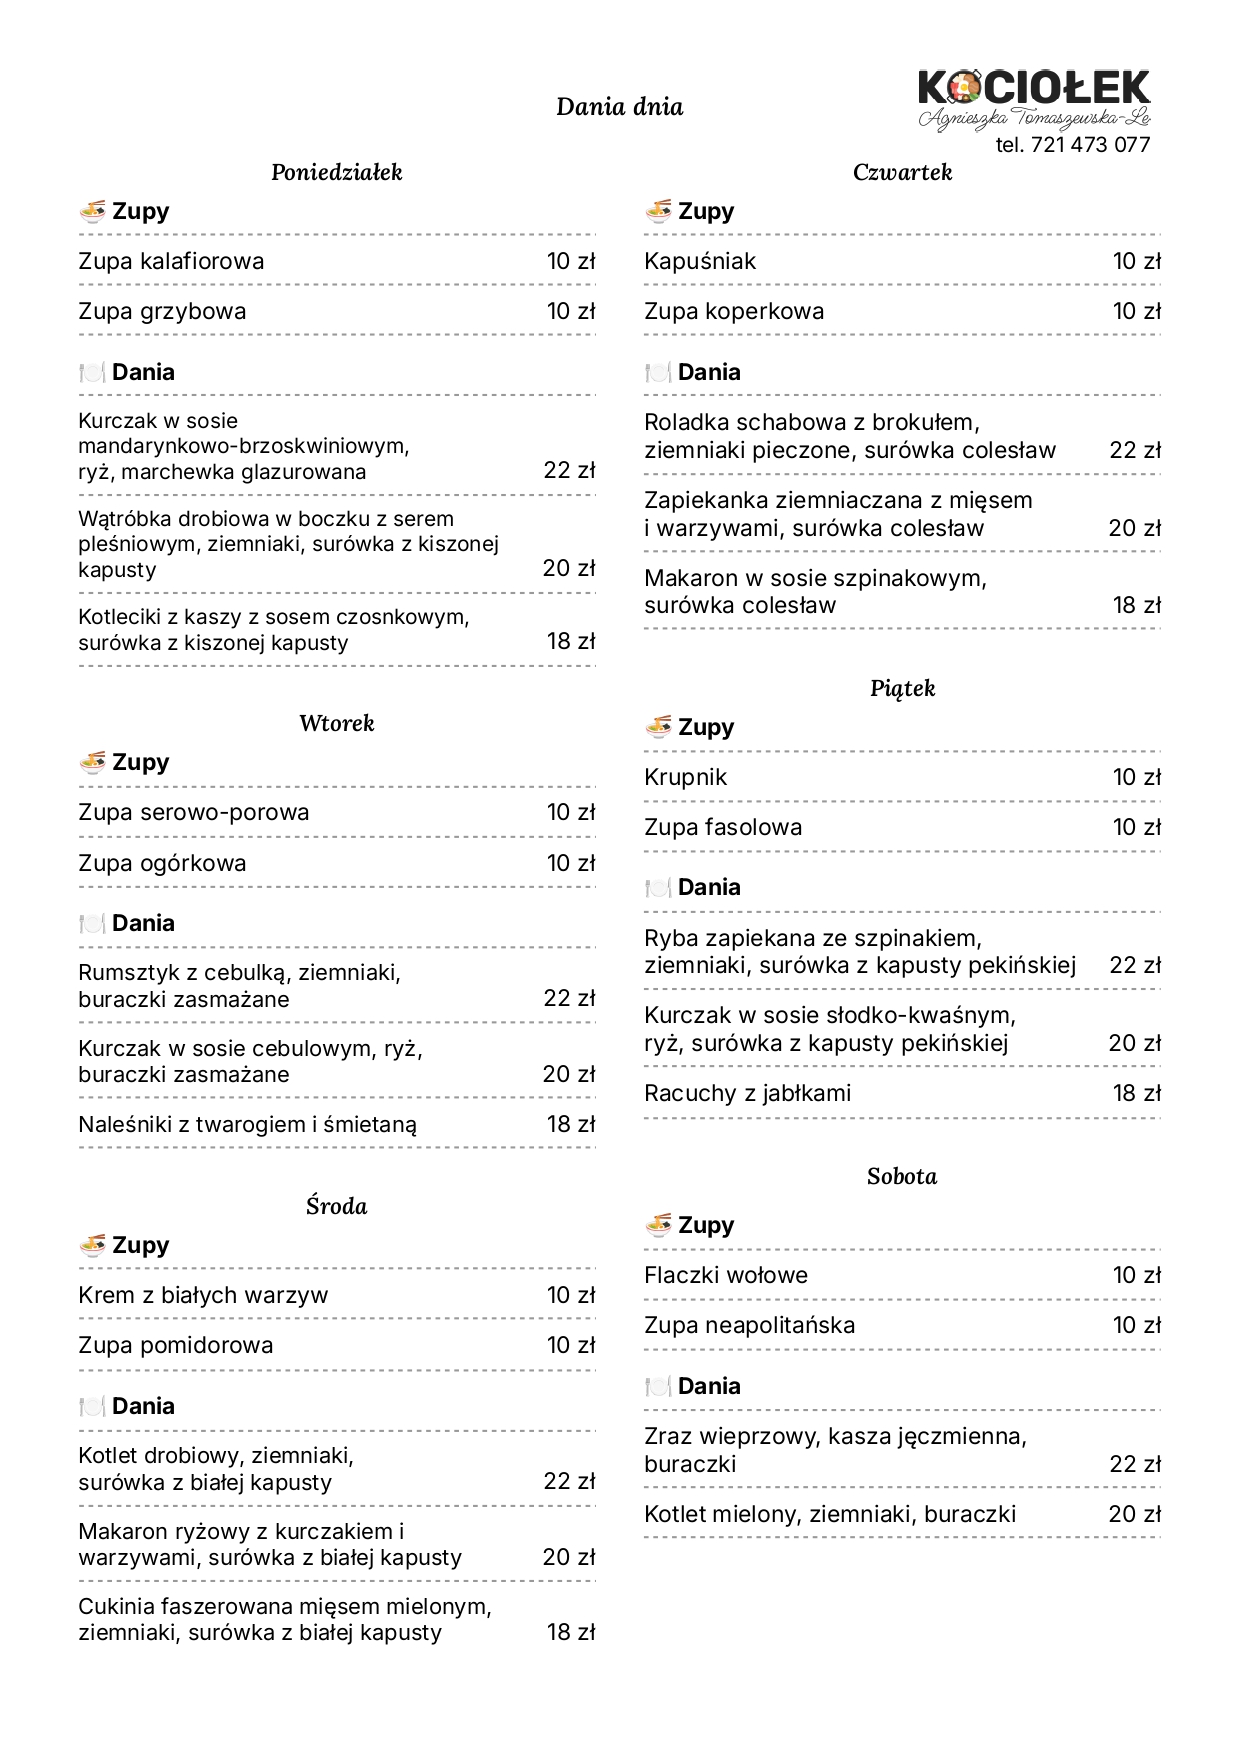 Dania dnia
KOCIOŁEK
Agnieszka Tomaszewska-Le
tel. 721 473 077
Poniedziałek
Zupy
Zupa kalafiorowa 10 zł
Zupa grzybowa 10 zł
Dania
Kurczak w sosie
mandarynkowo-brzoskwiniowym,
ryż, marchewka glazurowana 22 zł
Wątróbka drobiowa w boczku z serem
pleśniowym, ziemniaki, surówka z kiszonej
kapusty 20 zł
Kotleciki z kaszy z sosem czosnkowym,
surówka z kiszonej kapusty 18 zł
Wtorek
Zupy
Zupa serowo-porowa 10 zł
Zupa ogórkowa 10 zł
Dania
Rumsztyk z cebulką, ziemniaki,
buraczki zasmażane 22 zł
Kurczak w sosie cebulowym, ryż,
buraczki zasmażane 20 zł
Naleśniki z twarogiem i śmietaną 18 zł
Środa
Zupy
Krem z białych warzyw 10 zł
Zupa pomidorowa 10 zł
Dania
Kotlet drobiowy, ziemniaki,
surówka z białej kapusty 22 zł
Makaron ryżowy z kurczakiem i
warzywami, surówka z białej kapusty 20 zł
Cukinia faszerowana mięsem mielonym,
ziemniaki, surówka z białej kapusty 18 zł
Czwartek
Zupy
Kapuśniak 10 zł
Zupa koperkowa 10 zł
Dania
Roladka schabowa z brokułem,
ziemniaki pieczone, surówka colesław 22 zł
Zapiekanka ziemniaczana z mięsem
i warzywami, surówka colesław 20 zł
Makaron w sosie szpinakowym,
surówka colesław 18 zł
Piątek
Zupy
Krupnik 10 zł
Zupa fasolowa 10 zł
Dania
Ryba zapiekana ze szpinakiem,
ziemniaki, surówka z kapusty pekińskiej 22 zł
Kurczak w sosie słodko-kwaśnym,
ryż, surówka z kapusty pekińskiej 20 zł
Racuchy z jabłkami 18 zł
Sobota
Zupy
Flaczki wołowe 10 zł
Zupa neapolitańska 10 zł
Dania
Zraz wieprzowy, kasza jęczmienna,
buraczki 22 zł
Kotlet mielony, ziemniaki, buraczki 20 zł